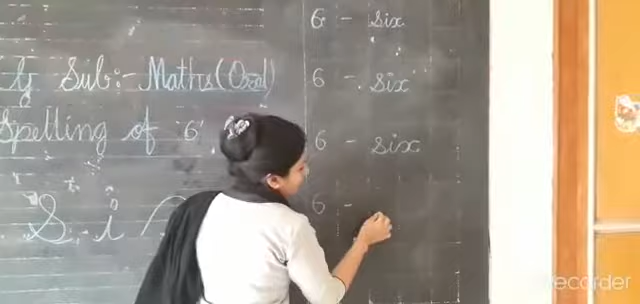 6 - Six
Sub:- Maths (Oral)
6 - six
Spelling of '6'
6 - six
S i
6 -
recorder